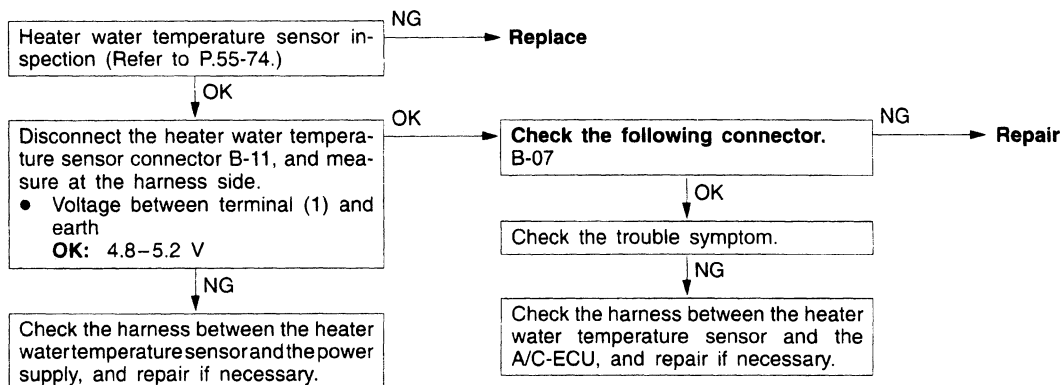 Heater water temperature sensor in-
spection (Refer to P.55-74.)
NG
Replace
OK
Disconnect the heater water tempera-
ture sensor connector B-11, and mea-
sure at the harness side.
● Voltage between terminal (1) and
earth
OK: 4.8–5.2 V
OK
Check the following connector.
B-07
NG
Repair
OK
Check the trouble symptom.
NG
Check the harness between the heater
water temperature sensor and the
A/C-ECU, and repair if necessary.
NG
Check the harness between the heater
water temperature sensor and the power
supply, and repair if necessary.